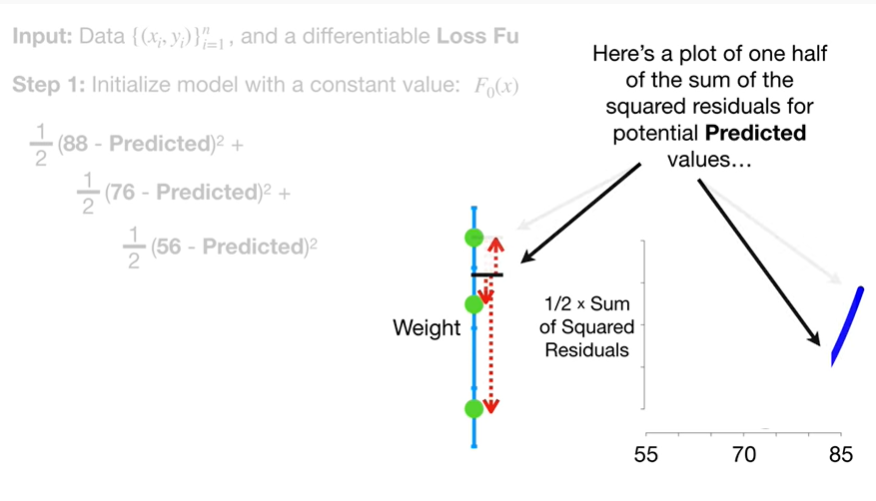 Input: Data {(xᵢ, yᵢ)}ⁿᵢ₌₁, and a differentiable Loss Fu
Step 1: Initialize model with a constant value: F₀(x)
1/2 (88 - Predicted)² +
1/2 (76 - Predicted)² +
1/2 (56 - Predicted)²
Here’s a plot of one half
of the sum of the
squared residuals for
potential Predicted
values…
Weight
1/2 × Sum
of Squared
Residuals
55 70 85